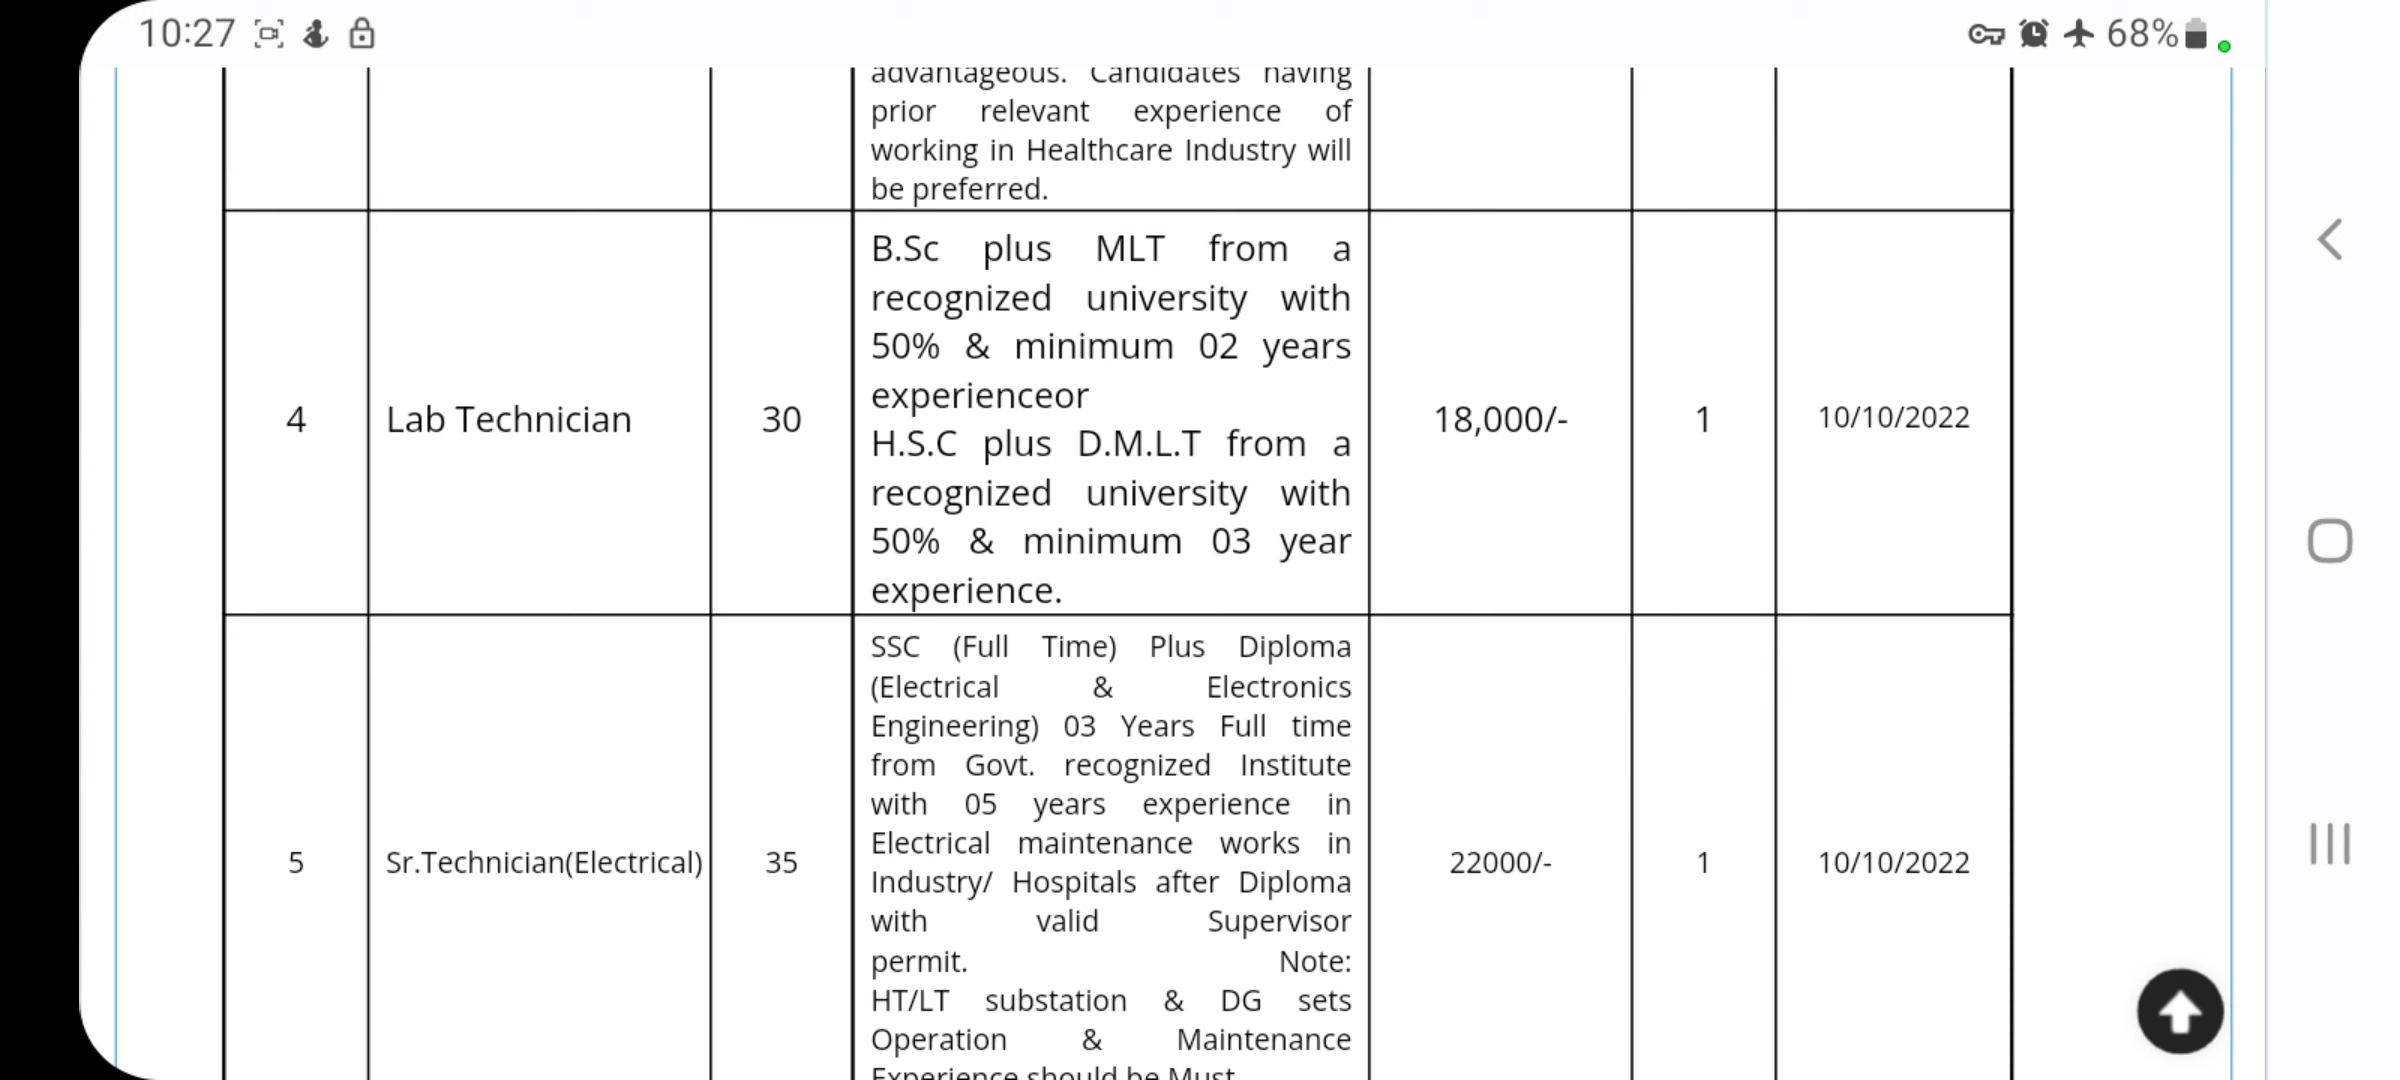 10:27 68%
advantageous. Candidates having
prior relevant experience of
working in Healthcare Industry will
be preferred.
4 Lab Technician 30 18,000/- 1 10/10/2022
B.Sc plus MLT from a
recognized university with
50% & minimum 02 years
experienceor
H.S.C plus D.M.L.T from a
recognized university with
50% & minimum 03 year
experience.
5 Sr.Technician(Electrical) 35 22000/- 1 10/10/2022
SSC (Full Time) Plus Diploma
(Electrical & Electronics
Engineering) 03 Years Full time
from Govt. recognized Institute
with 05 years experience in
Electrical maintenance works in
Industry/ Hospitals after Diploma
with valid Supervisor
permit. Note:
HT/LT substation & DG sets
Operation & Maintenance
Experience should be Must